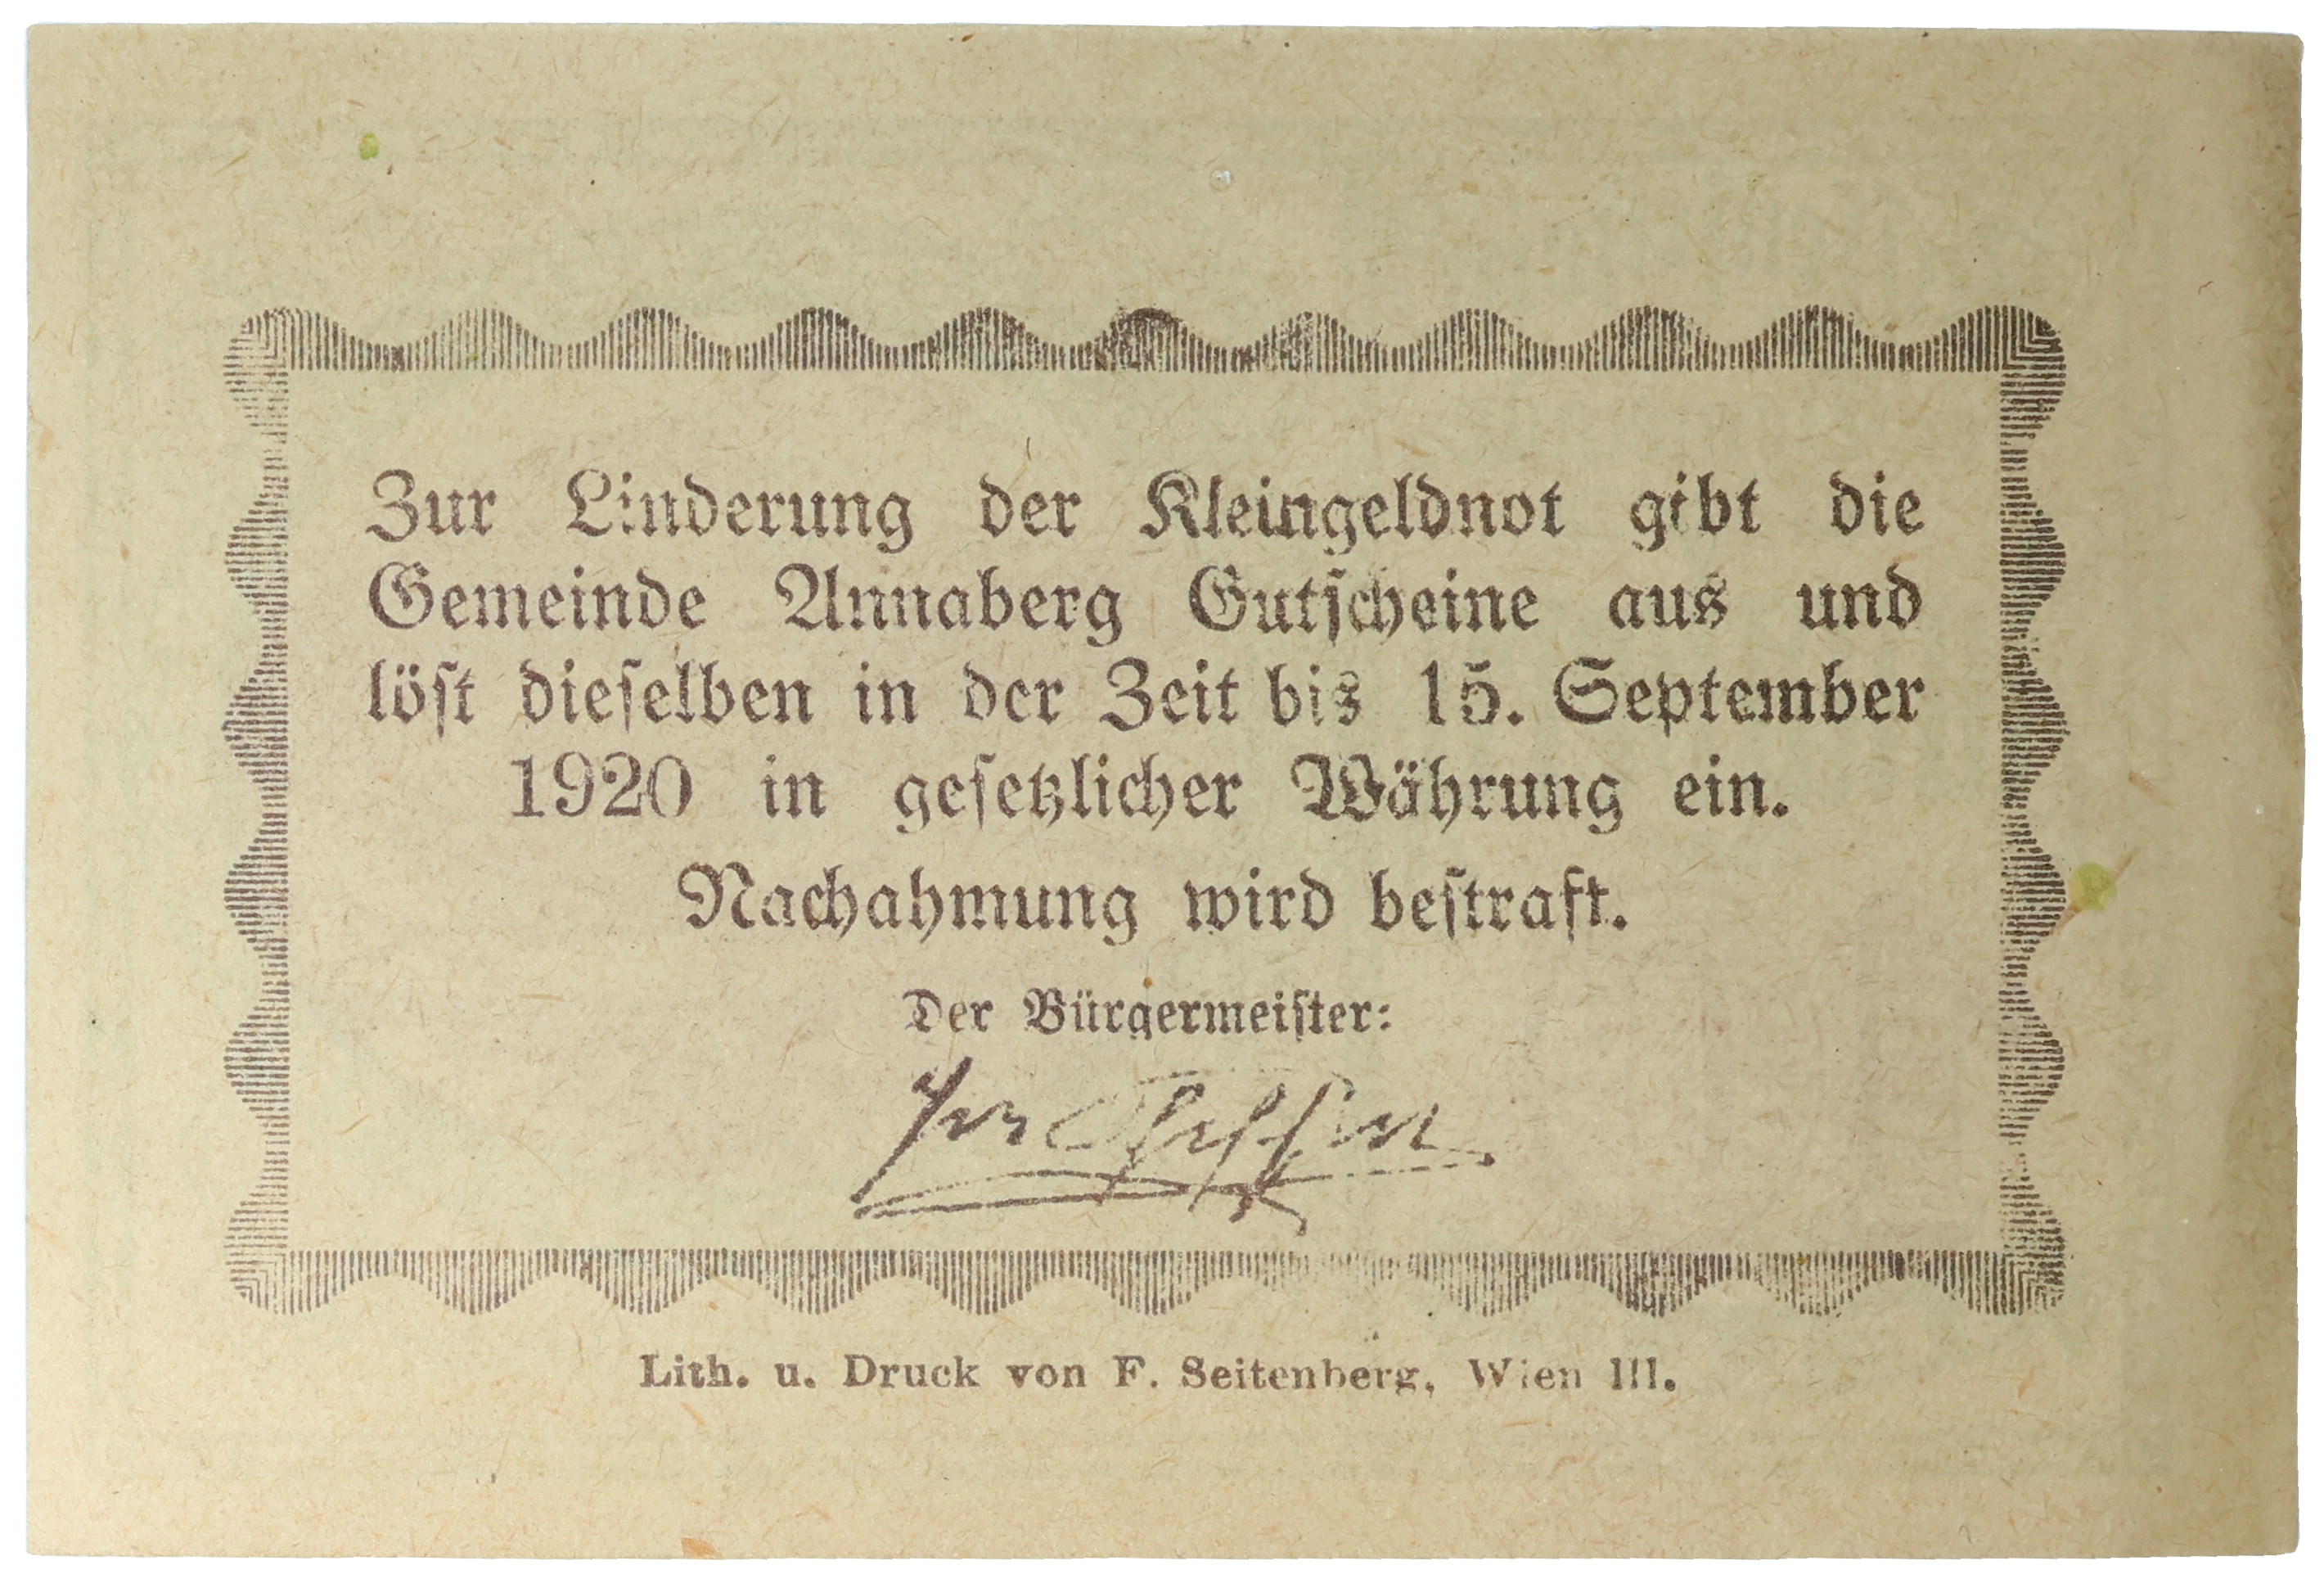 Zur Linderung der Kleingeldnot gibt die
Gemeinde Annaberg Gutscheine aus und
löst dieselben in der Zeit bis 15. September
1920 in gesetzlicher Währung ein.
Nachahmung wird bestraft.
Der Bürgermeister:
Lith. u. Druck von F. Seitenberg, Wien III.